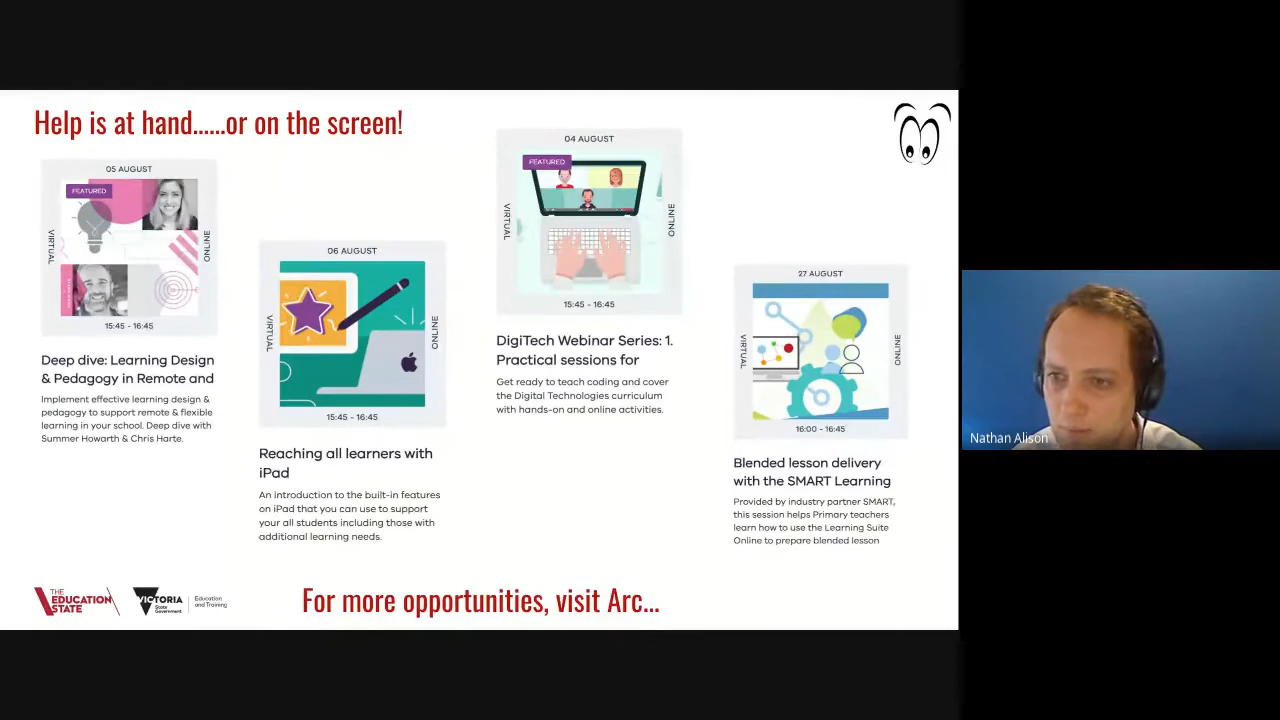 Help is at hand......or on the screen!
05 AUGUST
FEATURED
VIRTUAL
ONLINE
15:45 - 16:45
Deep dive: Learning Design
& Pedagogy in Remote and
Implement effective learning design &
pedagogy to support remote & flexible
learning in your school. Deep dive with
Summer Howarth & Chris Harte.
06 AUGUST
VIRTUAL
ONLINE
15:45 - 16:45
Reaching all learners with
iPad
An introduction to the built-in features
on iPad that you can use to support
your all students including those with
additional learning needs.
04 AUGUST
FEATURED
VIRTUAL
ONLINE
15:45 - 16:45
DigiTech Webinar Series: 1.
Practical sessions for
Get ready to teach coding and cover
the Digital Technologies curriculum
with hands-on and online activities.
27 AUGUST
VIRTUAL
ONLINE
16:00 - 16:45
Blended lesson delivery
with the SMART Learning
Provided by industry partner SMART,
this session helps Primary teachers
learn how to use the Learning Suite
Online to prepare blended lesson
Nathan Alison
THE
EDUCATION
STATE
VICTORIA
State
Government
Education
and Training
For more opportunities, visit Arc...